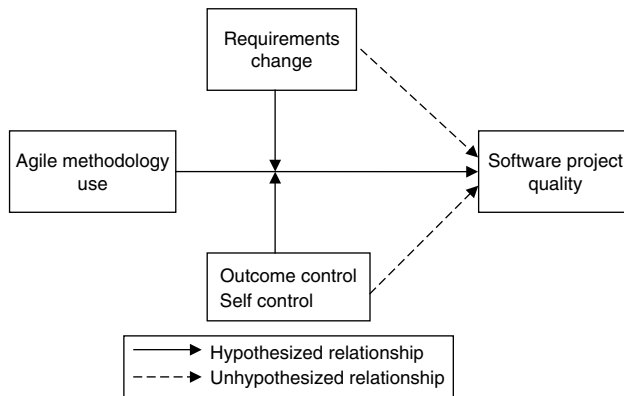 Requirements
change
Agile methodology
use
Software project
quality
Outcome control
Self control
Hypothesized relationship
Unhypothesized relationship